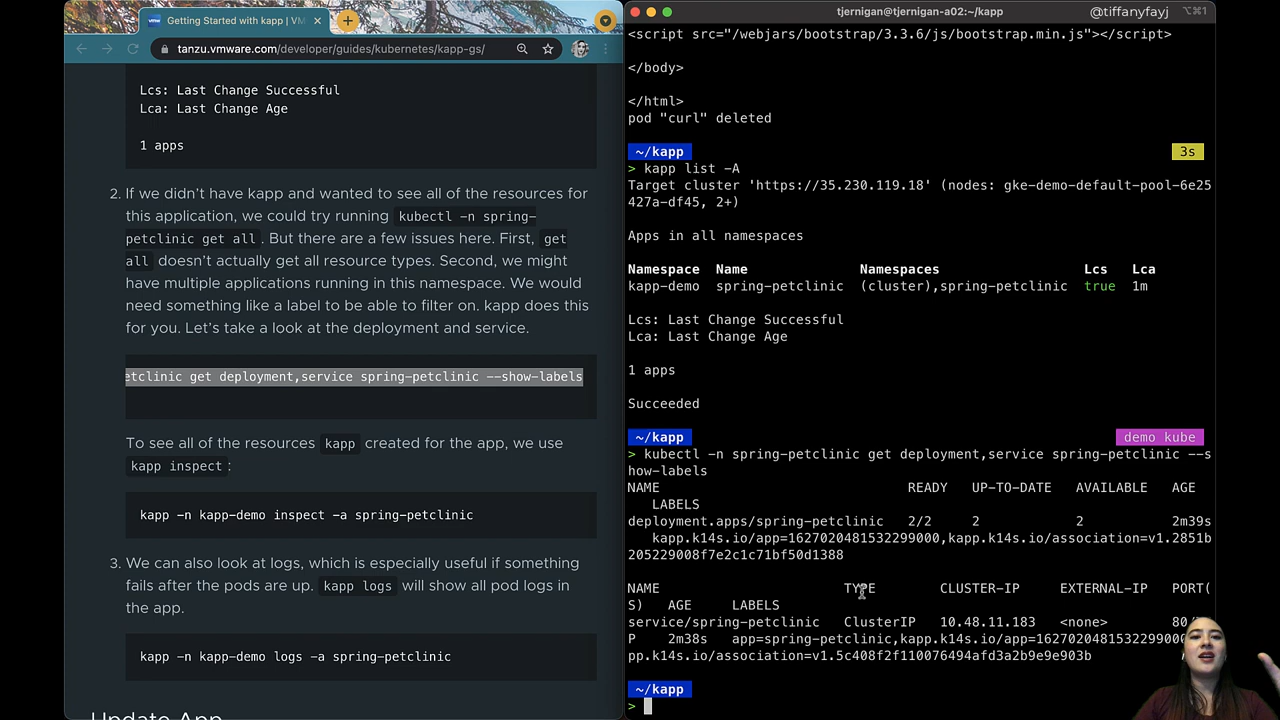 Getting Started with kapp | VM
tanzu.vmware.com/developer/guides/kubernetes/kapp-gs/
Lcs: Last Change Successful
Lca: Last Change Age
1 apps
2. If we didn’t have kapp and wanted to see all of the resources for
this application, we could try running kubectl -n spring-
petclinic get all . But there are a few issues here. First, get
all doesn’t actually get all resource types. Second, we might
have multiple applications running in this namespace. We would
need something like a label to be able to filter on. kapp does this
for you. Let’s take a look at the deployment and service.
etclinic get deployment,service spring-petclinic --show-labels
To see all of the resources kapp created for the app, we use
kapp inspect :
kapp -n kapp-demo inspect -a spring-petclinic
3. We can also look at logs, which is especially useful if something
fails after the pods are up. kapp logs will show all pod logs in
the app.
kapp -n kapp-demo logs -a spring-petclinic
Update App
tjernigan@tjernigan-a02:~/kapp
@tiffanyfayj
⌥⌘1
<script src="/webjars/bootstrap/3.3.6/js/bootstrap.min.js"></script>
</body>
</html>
pod "curl" deleted
~/kapp 3s
> kapp list -A
Target cluster 'https://35.230.119.18' (nodes: gke-demo-default-pool-6e25
427a-df45, 2+)
Apps in all namespaces
Namespace Name Namespaces Lcs Lca
kapp-demo spring-petclinic (cluster),spring-petclinic true 1m
Lcs: Last Change Successful
Lca: Last Change Age
1 apps
Succeeded
~/kapp demo kube
> kubectl -n spring-petclinic get deployment,service spring-petclinic --s
how-labels
NAME READY UP-TO-DATE AVAILABLE AGE
LABELS
deployment.apps/spring-petclinic 2/2 2 2 2m39s
kapp.k14s.io/app=1627020481532299000,kapp.k14s.io/association=v1.2851b
205229008f7e2c1c71bf50d1388
NAME TYPE CLUSTER-IP EXTERNAL-IP PORT(
S) AGE LABELS
service/spring-petclinic ClusterIP 10.48.11.183 <none> 80/
P 2m38s app=spring-petclinic,kapp.k14s.io/app=1627020481532299000
pp.k14s.io/association=v1.5c408f2f110076494afd3a2b9e9e903b
~/kapp
>